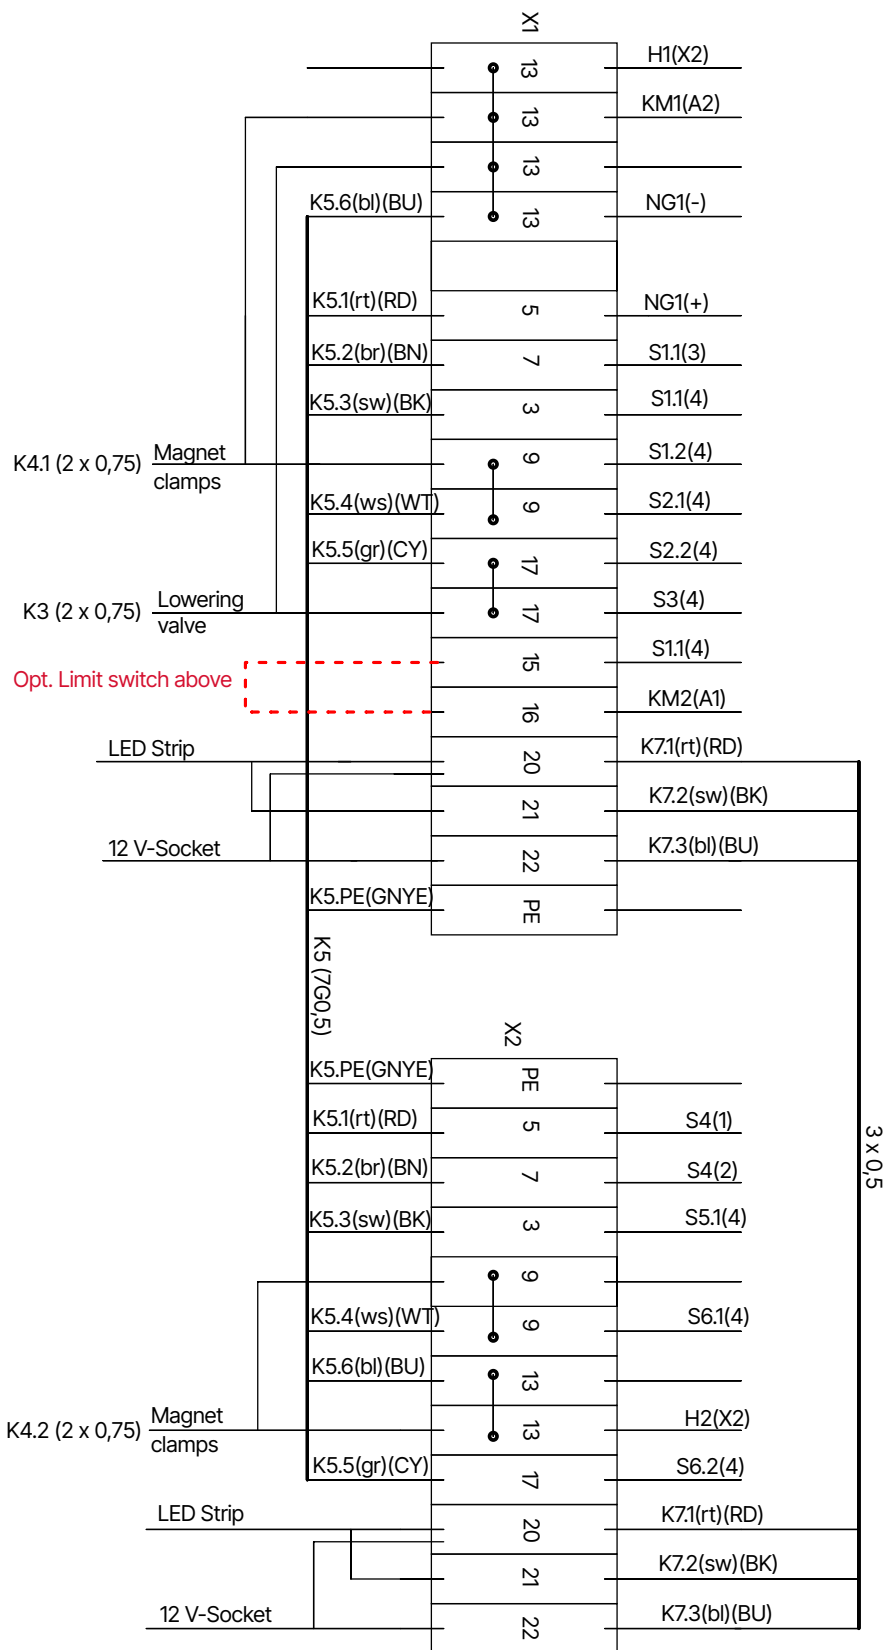 X1
13 H1(X2)
13 KM1(A2)
13
K5.6(bl)(BU) 13 NG1(-)
K5.1(rt)(RD) 5 NG1(+)
K5.2(br)(BN) 7 S1.1(3)
K5.3(sw)(BK) 3 S1.1(4)
K4.1 (2 x 0,75) Magnet 9 S1.2(4)
clamps
K5.4(ws)(WT) 9 S2.1(4)
K5.5(gr)(CY) 17 S2.2(4)
K3 (2 x 0,75) Lowering 17 S3(4)
valve
15 S1.1(4)
Opt. Limit switch above
16 KM2(A1)
LED Strip 20 K7.1(rt)(RD)
21 K7.2(sw)(BK)
12 V-Socket 22 K7.3(bl)(BU)
K5.PE(GNYE) PE
K5 (7G0,5)
X2
K5.PE(GNYE) PE
K5.1(rt)(RD) 5 S4(1)
3 x 0,5
K5.2(br)(BN) 7 S4(2)
K5.3(sw)(BK) 3 S5.1(4)
9
K5.4(ws)(WT) 9 S6.1(4)
K5.6(bl)(BU) 13
K4.2 (2 x 0,75) Magnet 13 H2(X2)
clamps
K5.5(gr)(CY) 17 S6.2(4)
LED Strip 20 K7.1(rt)(RD)
21 K7.2(sw)(BK)
12 V-Socket 22 K7.3(bl)(BU)